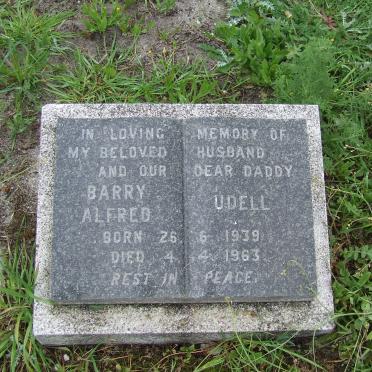 IN LOVING MEMORY OF
MY BELOVED HUSBAND
AND OUR DEAR DADDY
BARRY
ALFRED UDELL
BORN 26 6 1939
DIED 4 4 1963
REST IN PEACE.